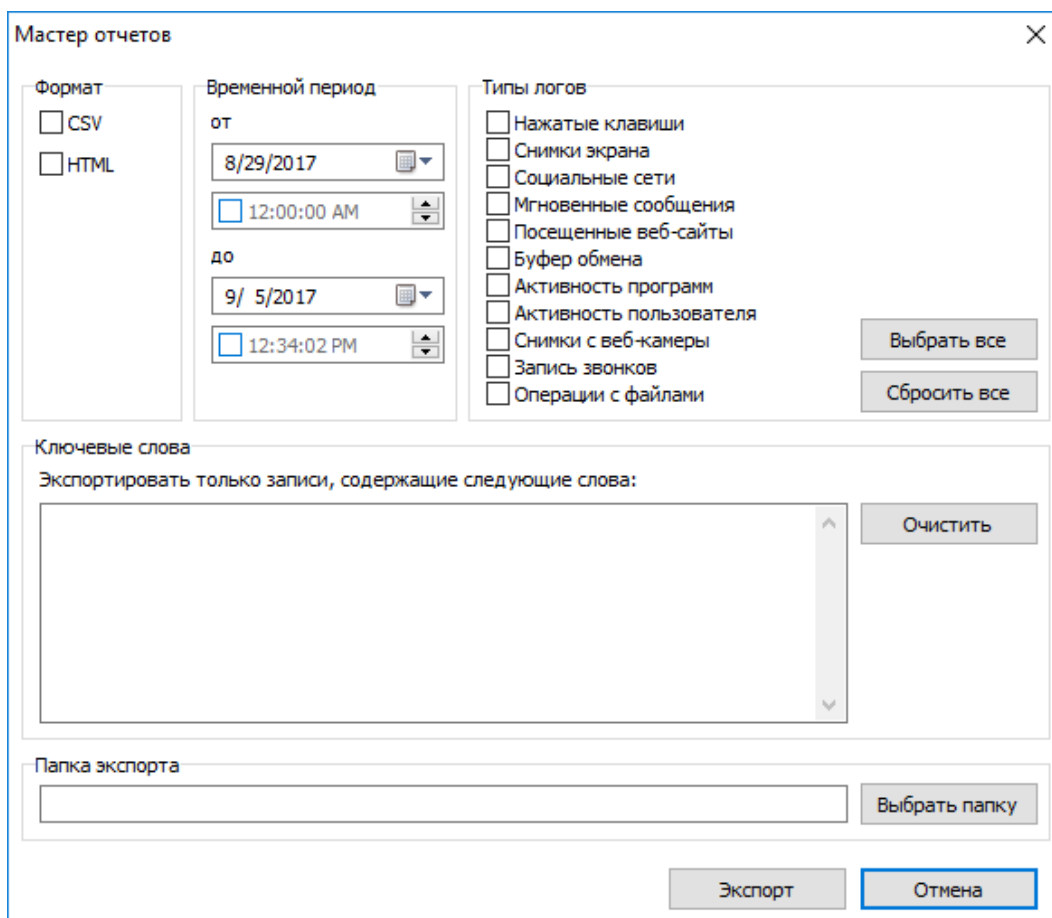 Мастер отчетов
Формат
CSV
HTML
Временной период
от
8/29/2017
12:00:00 AM
до
9/ 5/2017
12:34:02 PM
Типы логов
Нажатые клавиши
Снимки экрана
Социальные сети
Мгновенные сообщения
Посещенные веб-сайты
Буфер обмена
Активность программ
Активность пользователя
Снимки с веб-камеры
Запись звонков
Операции с файлами
Выбрать все
Сбросить все
Ключевые слова
Экспортировать только записи, содержащие следующие слова:
Очистить
Папка экспорта
Выбрать папку
Экспорт
Отмена